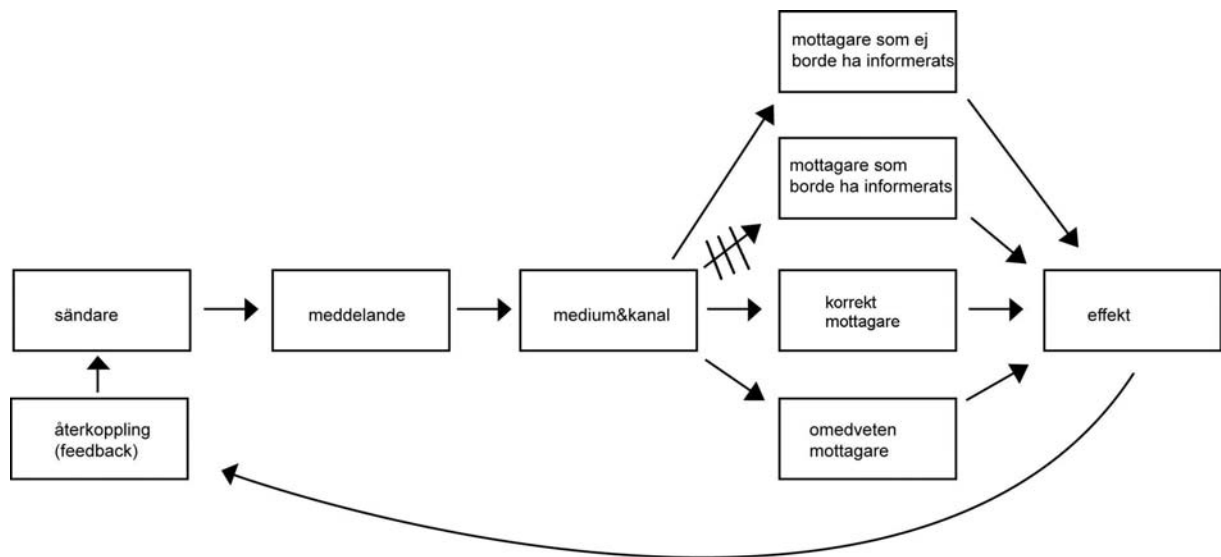 mottagare som ej
borde ha informerats
mottagare som
borde ha informerats
sändare
meddelande
medium&kanal
korrekt
mottagare
effekt
återkoppling
(feedback)
omedveten
mottagare